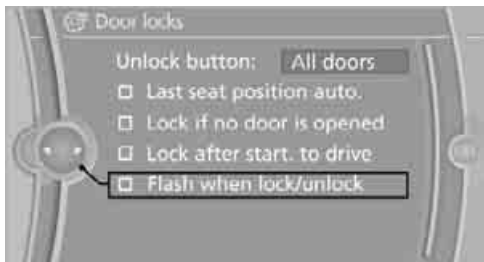 Door locks
Unlock button: All doors
Last seat position auto.
Lock if no door is opened
Lock after start. to drive
Flash when lock/unlock